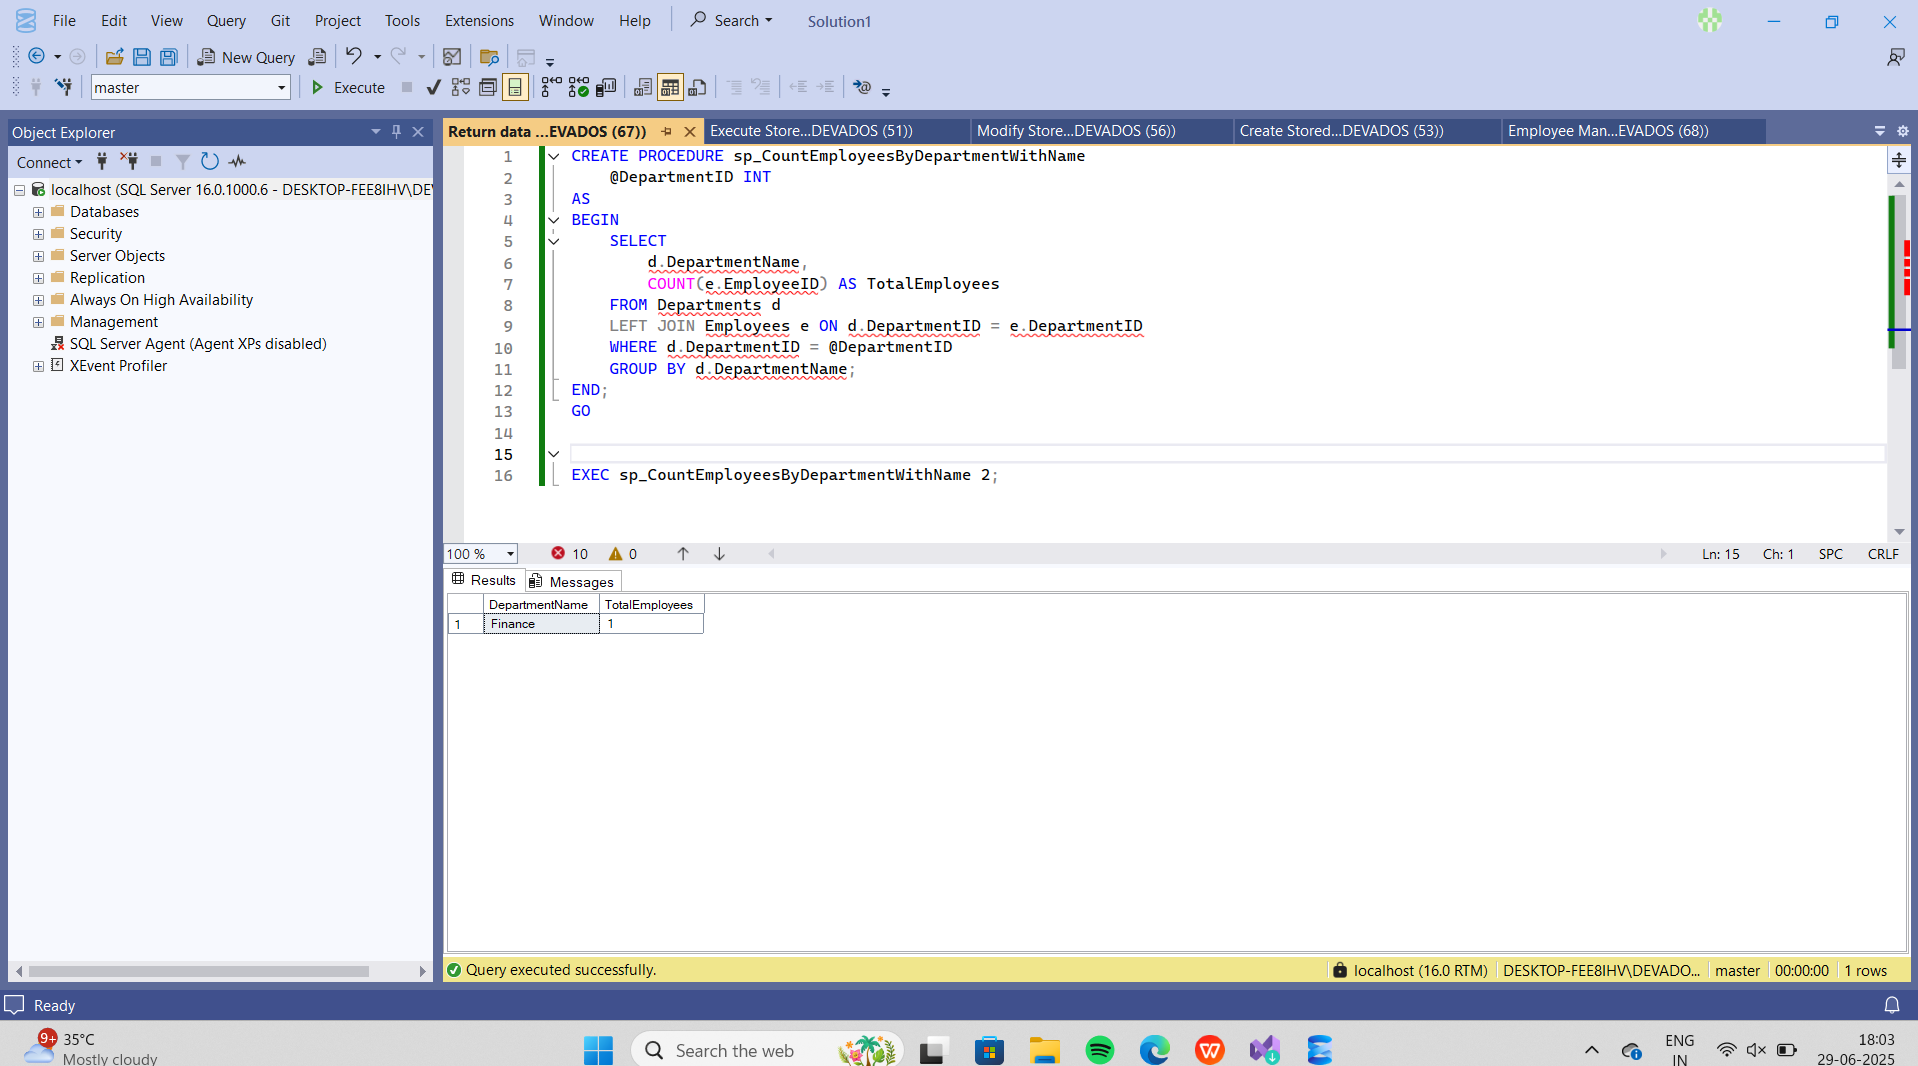 File Edit View Query Git Project Tools Extensions Window Help Search Solution1
New Query
master Execute
Object Explorer
Connect
localhost (SQL Server 16.0.1000.6 - DESKTOP-FEE8IHV\DEV
Databases
Security
Server Objects
Replication
Always On High Availability
Management
SQL Server Agent (Agent XPs disabled)
XEvent Profiler
Return data ...EVADOS (67)) Execute Store...DEVADOS (51)) Modify Store...DEVADOS (56)) Create Stored...DEVADOS (53)) Employee Man...EVADOS (68))
1 CREATE PROCEDURE sp_CountEmployeesByDepartmentWithName
2 @DepartmentID INT
3 AS
4 BEGIN
5 SELECT
6 d.DepartmentName,
7 COUNT(e.EmployeeID) AS TotalEmployees
8 FROM Departments d
9 LEFT JOIN Employees e ON d.DepartmentID = e.DepartmentID
10 WHERE d.DepartmentID = @DepartmentID
11 GROUP BY d.DepartmentName;
12 END;
13 GO
14
15
16 EXEC sp_CountEmployeesByDepartmentWithName 2;
100 % 10 0 Ln: 15 Ch: 1 SPC CRLF
Results Messages
DepartmentName TotalEmployees
1 Finance 1
Query executed successfully. localhost (16.0 RTM) DESKTOP-FEE8IHV\DEVADO... master 00:00:00 1 rows
Ready
9+ 35°C
Mostly cloudy
Search the web
ENG
IN
18:03
29-06-2025